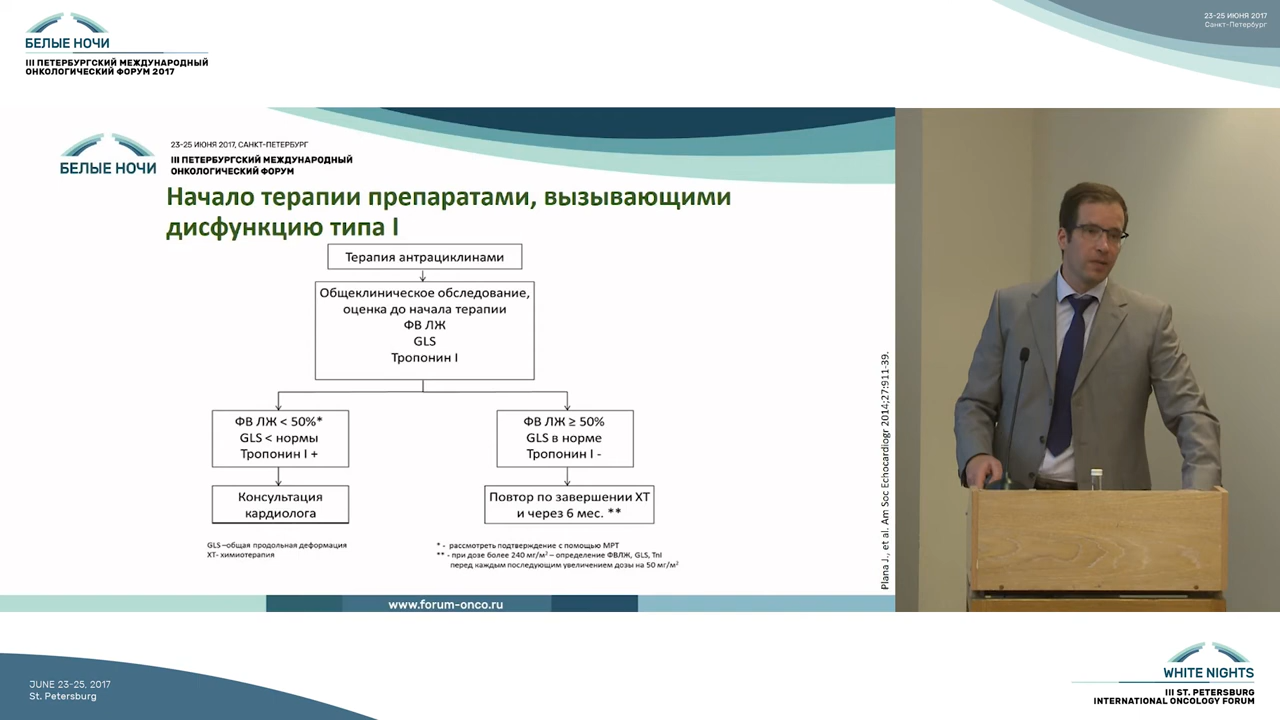 БЕЛЫЕ НОЧИ
III ПЕТЕРБУРГСКИЙ МЕЖДУНАРОДНЫЙ
ОНКОЛОГИЧЕСКИЙ ФОРУМ 2017
23-25 ИЮНЯ 2017
Санкт-Петербург
БЕЛЫЕ НОЧИ
23-25 ИЮНЯ 2017, САНКТ-ПЕТЕРБУРГ
III ПЕТЕРБУРГСКИЙ МЕЖДУНАРОДНЫЙ
ОНКОЛОГИЧЕСКИЙ ФОРУМ
Начало терапии препаратами, вызывающими
дисфункцию типа I
Терапия антрациклинами
Общеклиническое обследование,
оценка до начала терапии
ФВ ЛЖ
GLS
Тропонин I
ФВ ЛЖ < 50%*
GLS < нормы
Тропонин I +
Консультация
кардиолога
ФВ ЛЖ ≥ 50%
GLS в норме
Тропонин I -
Повтор по завершении ХТ
и через 6 мес. **
GLS –общая продольная деформация
ХТ- химиотерапия
* - рассмотреть подтверждение с помощью МРТ
** - при дозе более 240 мг/м² – определение ФВЛЖ, GLS, TnI
перед каждым последующим увеличением дозы на 50 мг/м²
Plana J., et al. Am Soc Echocardiogr 2014;27:911-39.
www.forum-onco.ru
JUNE 23-25, 2017
St. Petersburg
WHITE NIGHTS
III ST. PETERSBURG
INTERNATIONAL ONCOLOGY FORUM